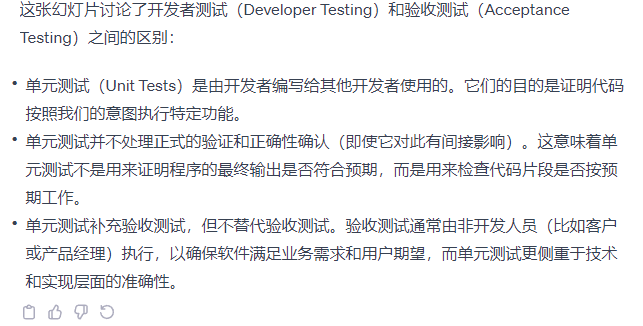 这张幻灯片讨论了开发者测试（Developer Testing）和验收测试（Acceptance
Testing）之间的区别：
• 单元测试（Unit Tests）是由开发者编写给其他开发者使用的。它们的目的是证明代码
按照我们的意图执行特定功能。
• 单元测试并不处理正式的验证和正确性确认（即使它对此有间接影响）。这意味着单
元测试不是用来证明程序的最终输出是否符合预期，而是用来检查代码片段是否按预
期工作。
• 单元测试补充验收测试，但不替代验收测试。验收测试通常由非开发人员（比如客户
或产品经理）执行，以确保软件满足业务需求和用户期望，而单元测试更侧重于技术
和实现层面的准确性。